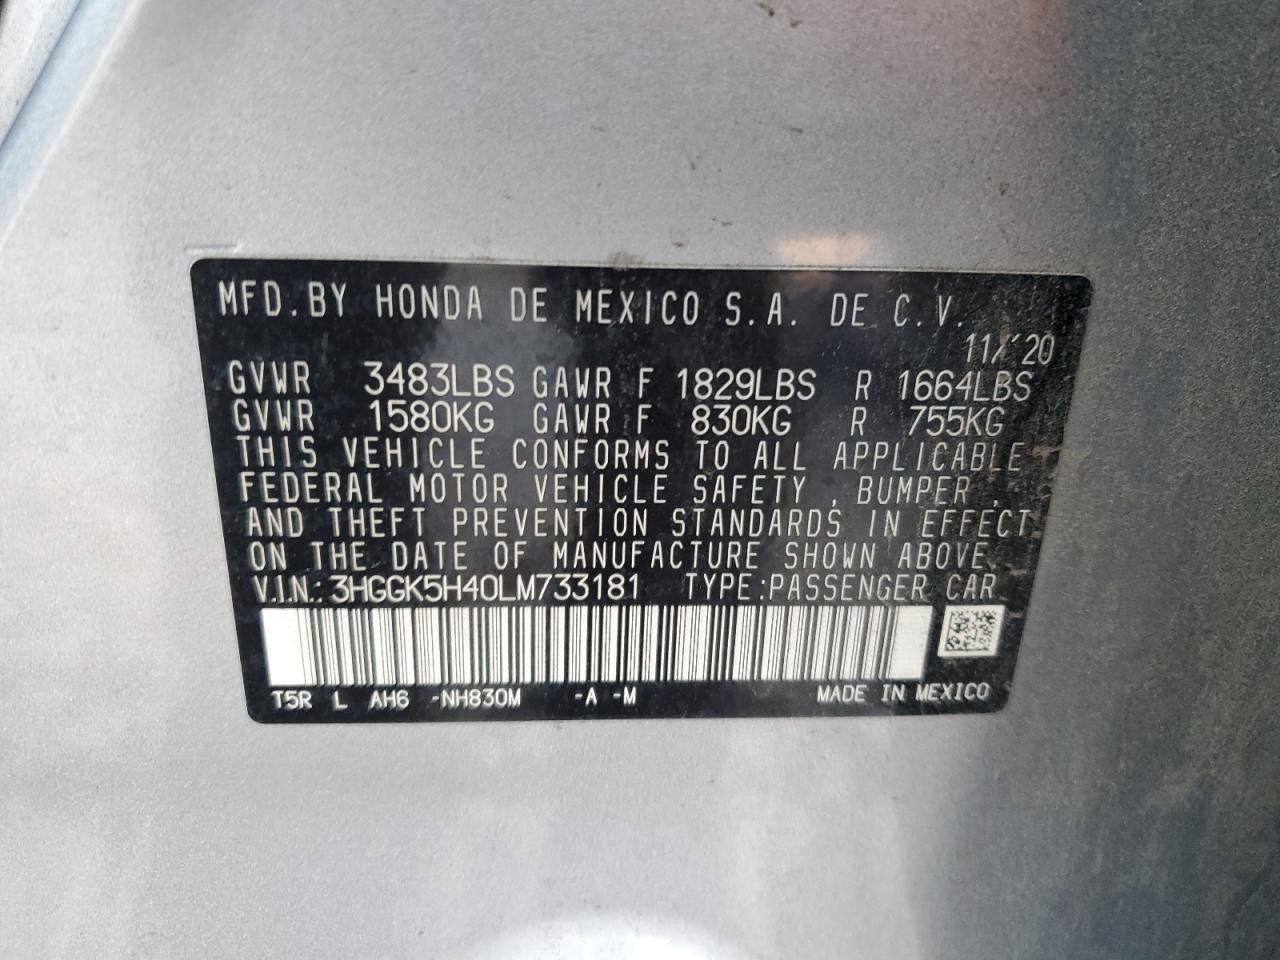 MFD. BY HONDA DE MEXICO S.A. DE C.V.
11/20
GVWR 3483LBS GAWR F 1829LBS R 1664LBS
GVWR 1580KG GAWR F 830KG R 755KG
THIS VEHICLE CONFORMS TO ALL APPLICABLE
FEDERAL MOTOR VEHICLE SAFETY, BUMPER,
AND THEFT PREVENTION STANDARDS IN EFFECT
ON THE DATE OF MANUFACTURE SHOWN ABOVE.
V.I.N.: 3HGGK5H40LM733181 TYPE:PASSENGER CAR
T5R L AH6 -NH830M -A -M MADE IN MEXICO